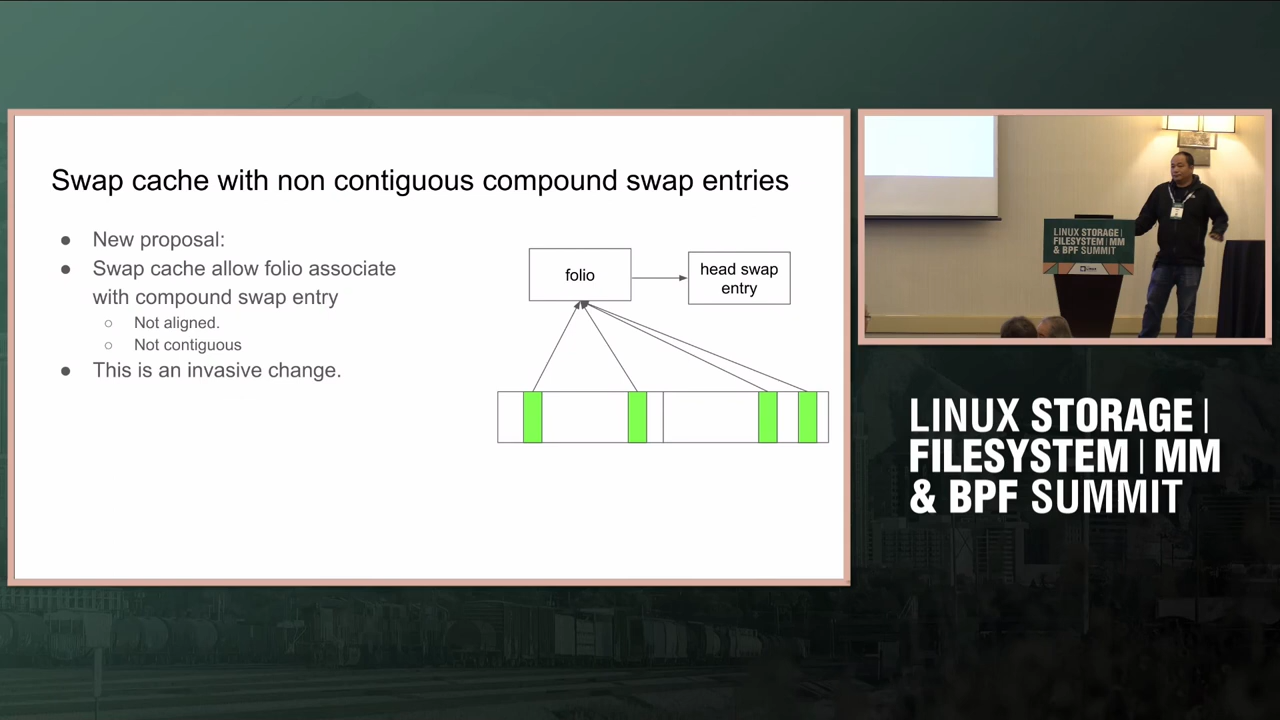 Swap cache with non contiguous compound swap entries
● New proposal:
● Swap cache allow folio associate
with compound swap entry
○ Not aligned.
○ Not contiguous
● This is an invasive change.
folio
head swap
entry
LINUX STORAGE |
FILESYSTEM | MM
& BPF SUMMIT
LINUX STORAGE |
FILESYSTEM | MM
& BPF SUMMIT